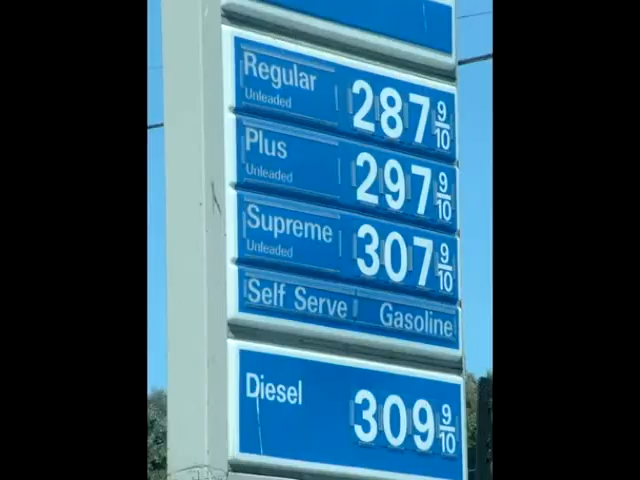 Regular 287 9/10
Unleaded
Plus 297 9/10
Unleaded
Supreme 307 9/10
Unleaded
Self Serve Gasoline
Diesel 309 9/10